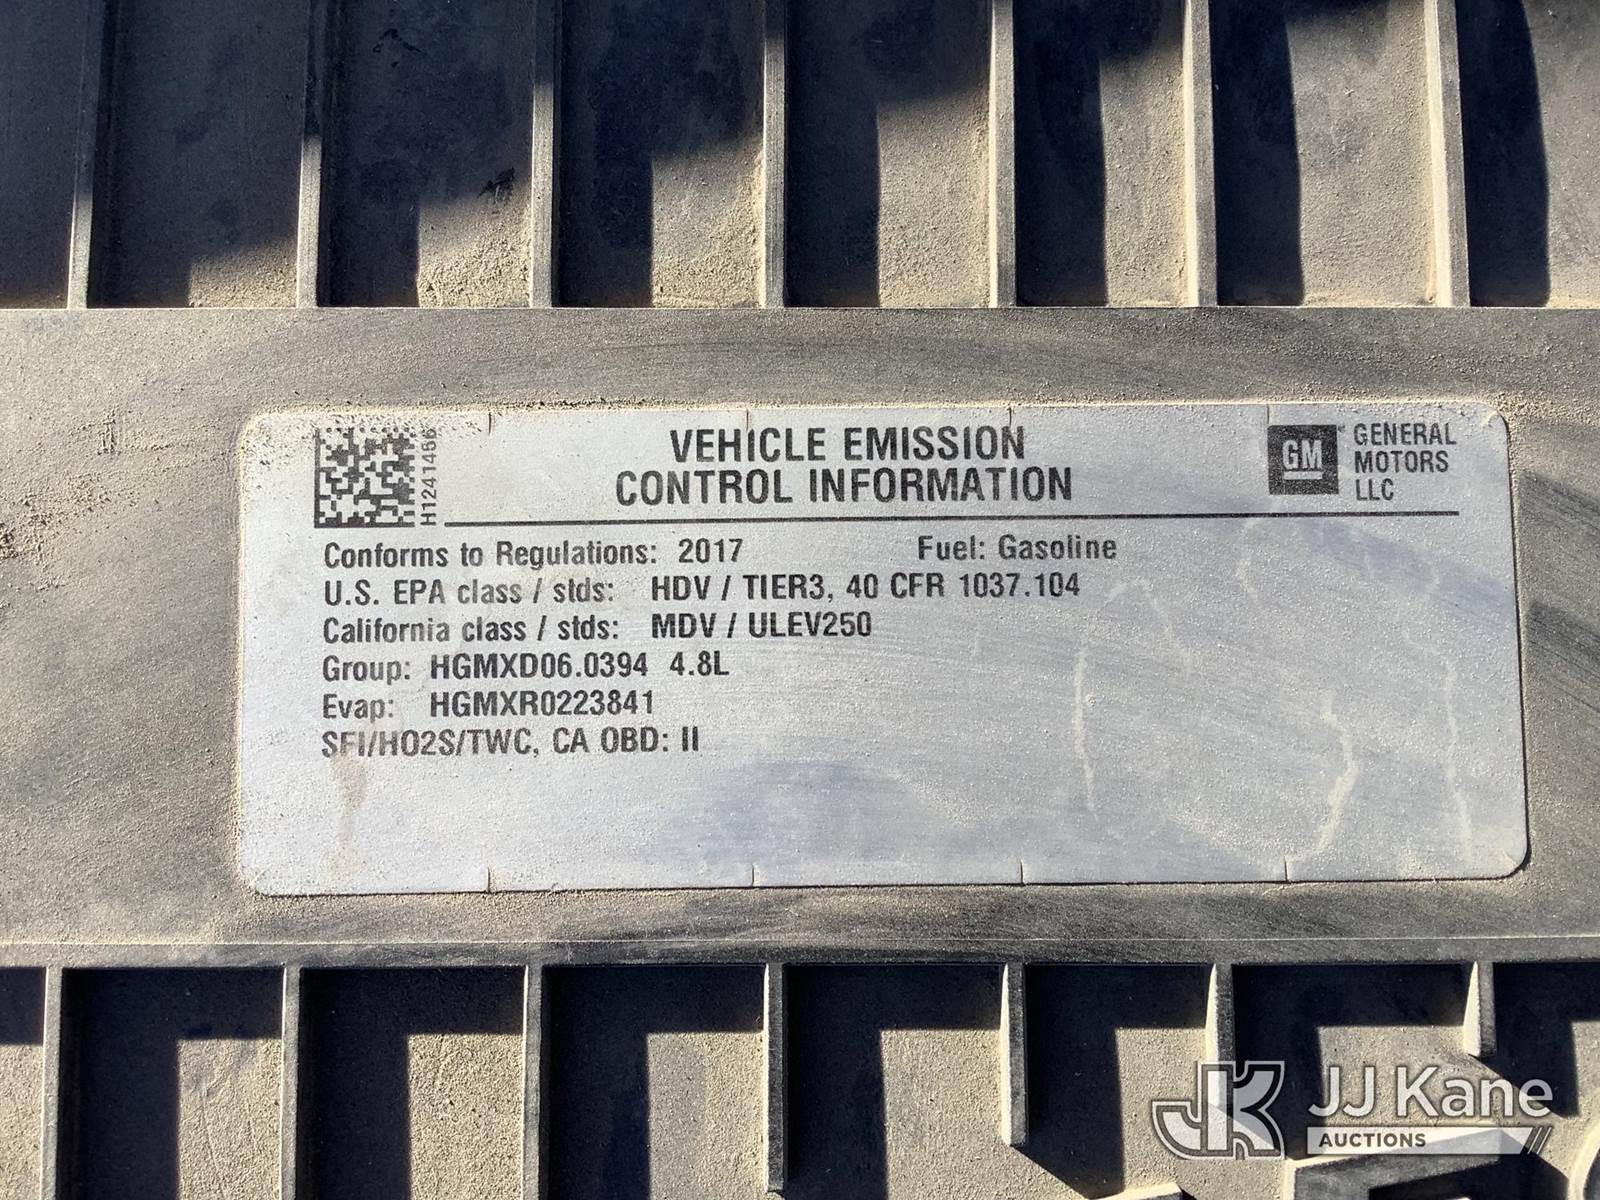 H1241466
VEHICLE EMISSION
CONTROL INFORMATION
GM
GENERAL
MOTORS
LLC
Conforms to Regulations: 2017 Fuel: Gasoline
U.S. EPA class / stds: HDV / TIER3, 40 CFR 1037.104
California class / stds: MDV / ULEV250
Group: HGMXD06.0394 4.8L
Evap: HGMXR0223841
SFI/HO2S/TWC, CA OBD: II
JK JJ Kane
AUCTIONS